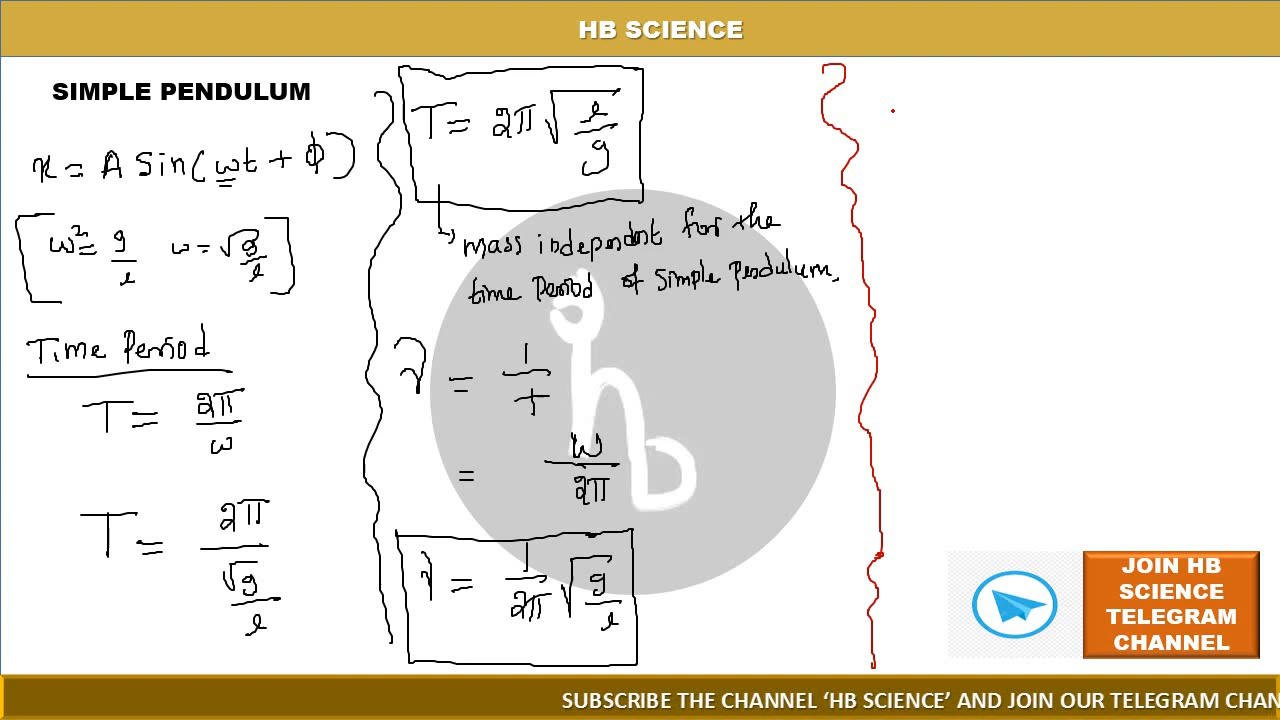 HB SCIENCE
SIMPLE PENDULUM
x = A Sin(ωt + ϕ)
[ω² = g/l ω = √g/l]
Time Period
T = 2π/ω
T = 2π/√g/l
T = 2π√l/g
↳ mass independent for the
time Period of Simple Pendulum.
ν = 1/T
= ω/2π
ν = 1/2π √g/l
hb
JOIN HB
SCIENCE
TELEGRAM
CHANNEL
SUBSCRIBE THE CHANNEL ‘HB SCIENCE’ AND JOIN OUR TELEGRAM CHAN